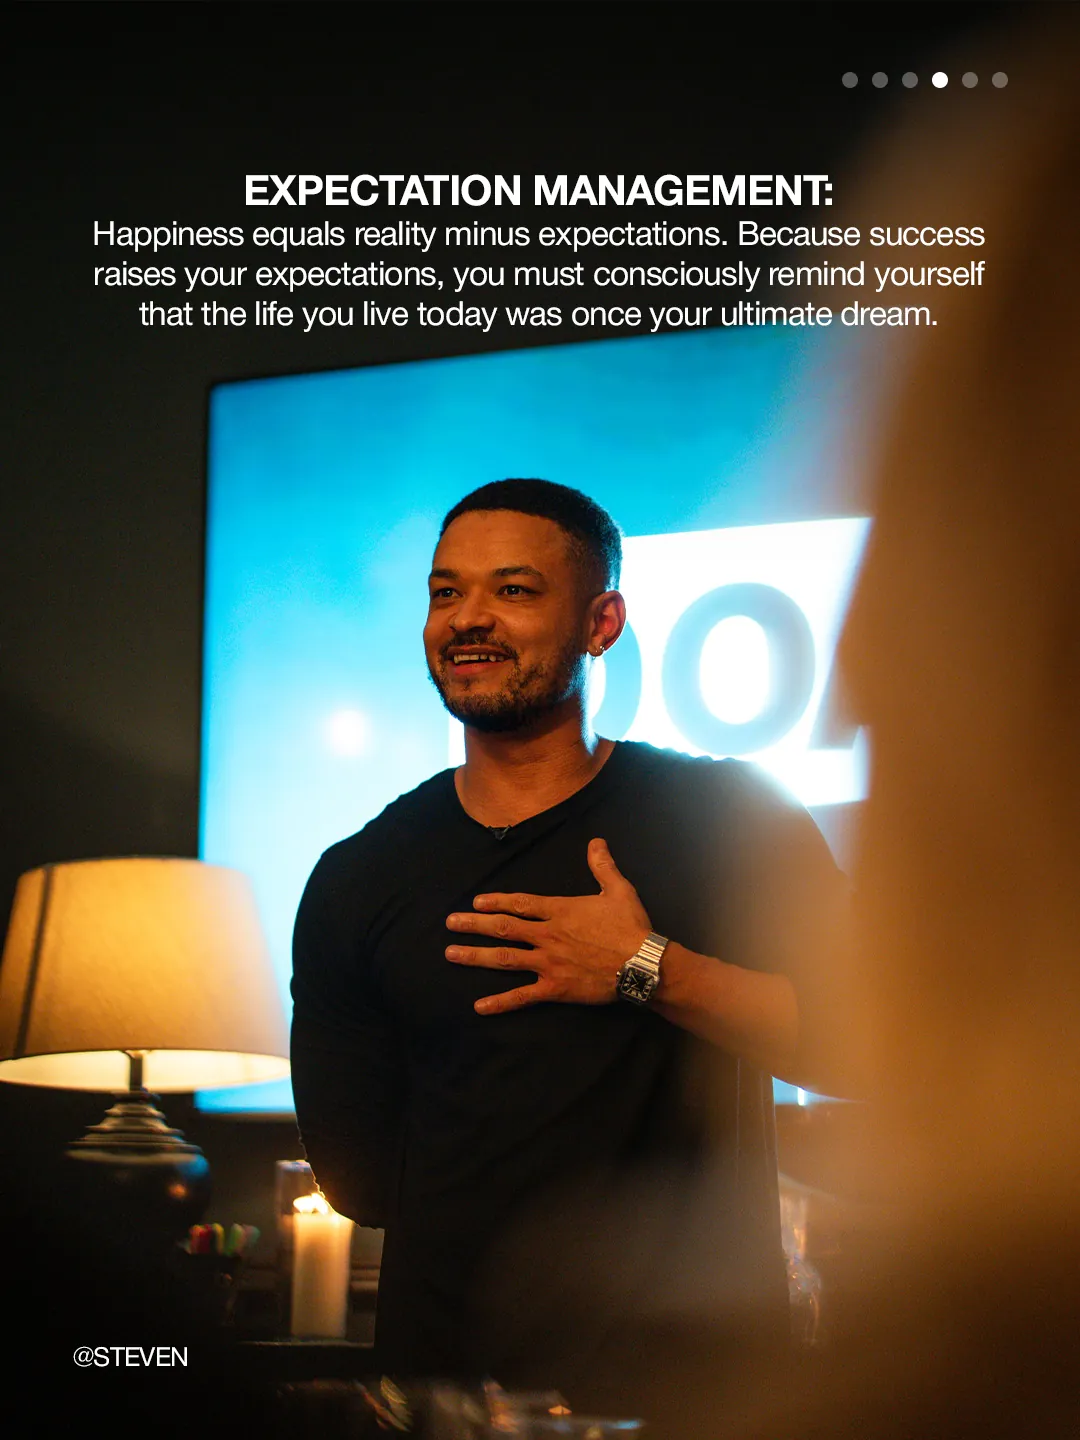 EXPECTATION MANAGEMENT:
Happiness equals reality minus expectations. Because success
raises your expectations, you must consciously remind yourself
that the life you live today was once your ultimate dream.
@STEVEN